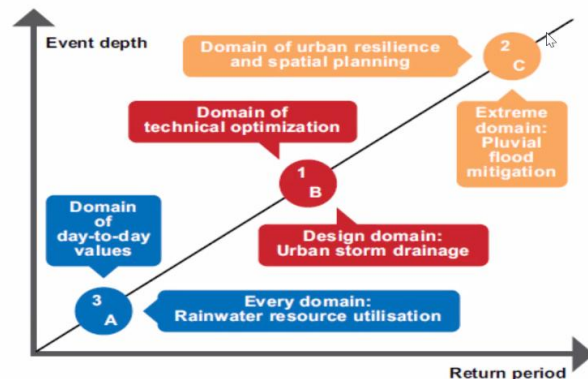 Event depth
Domain of urban resilience
and spatial planning
2
C
Extreme
domain:
Pluvial
flood
mitigation
Domain of
technical optimization
1
B
Design domain:
Urban storm drainage
Domain
of
day-to-day
values
3
A
Every domain:
Rainwater resource utilisation
Return period